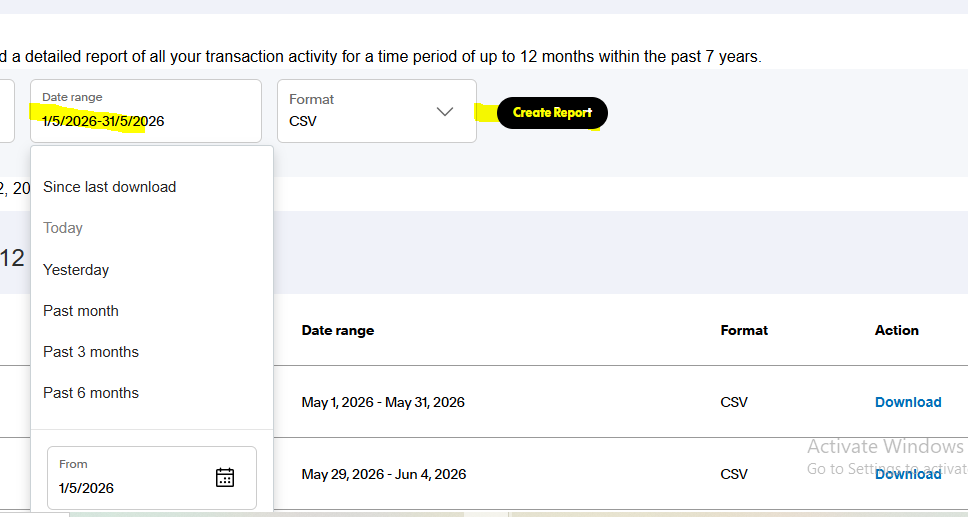 d a detailed report of all your transaction activity for a time period of up to 12 months within the past 7 years.
Date range
1/5/2026-31/5/2026
Format
CSV
Create Report
2, 20
Since last download
Today
12
Yesterday
Past month
Past 3 months
Past 6 months
From
1/5/2026
Date range Format Action
May 1, 2026 - May 31, 2026 CSV Download
May 29, 2026 - Jun 4, 2026 CSV Download
Activate Windows
Go to Settings to activat